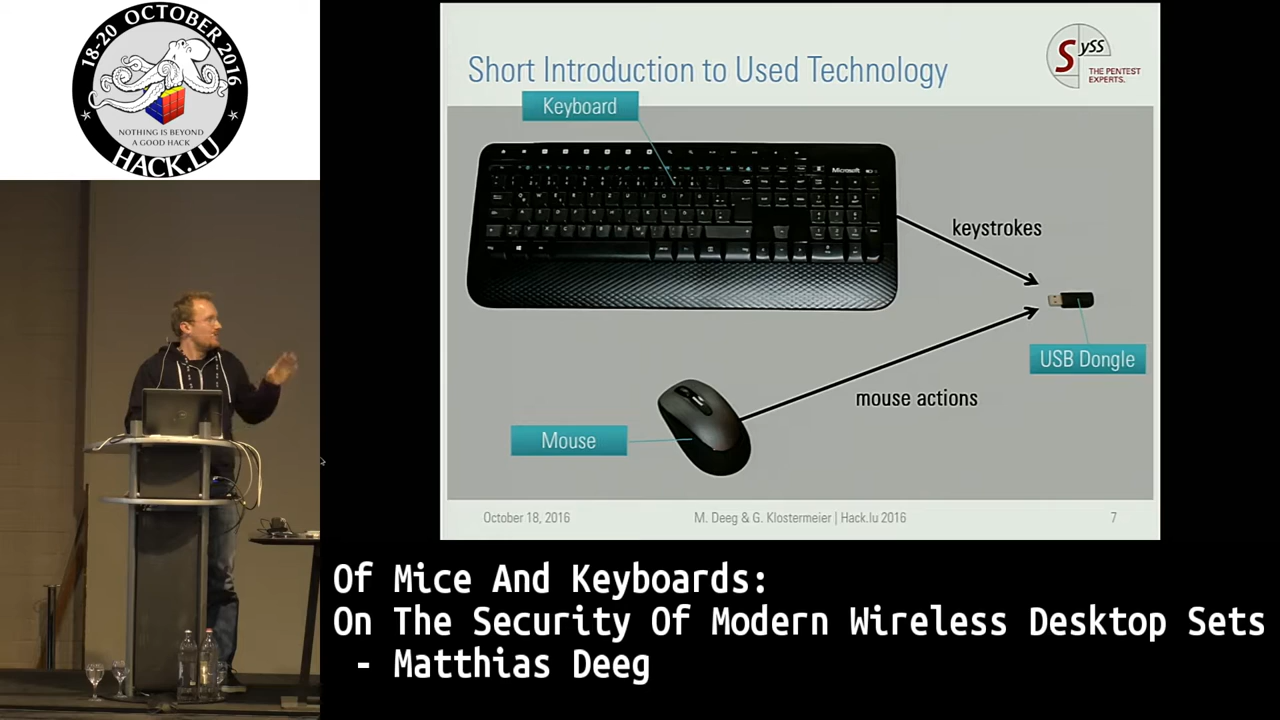 18-20 OCTOBER 2016
NOTHING IS BEYOND
A GOOD HACK
HACK.LU
Short Introduction to Used Technology
SySS
THE PENTEST
EXPERTS.
Keyboard
Microsoft
keystrokes
USB Dongle
mouse actions
Mouse
October 18, 2016
M. Deeg & G. Klostermeier | Hack.lu 2016
7
Of Mice And Keyboards:
On The Security Of Modern Wireless Desktop Sets
- Matthias Deeg